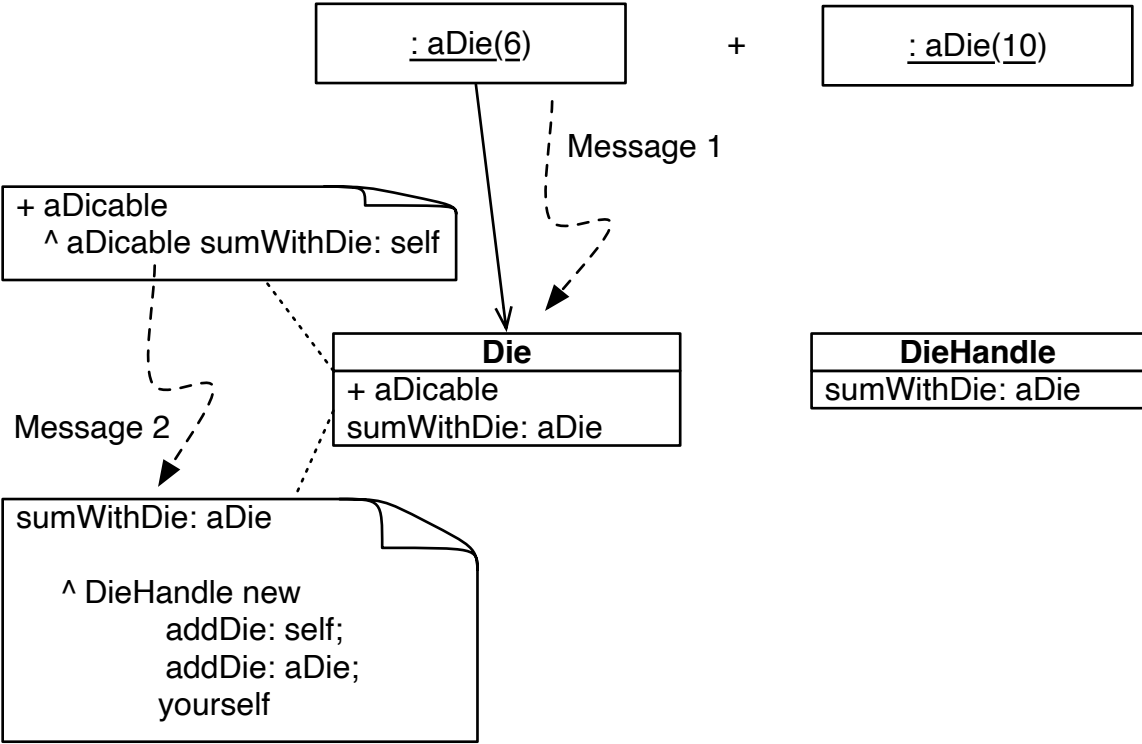 : aDie(6)
+
: aDie(10)
Message 1
+ aDicable
^ aDicable sumWithDie: self
Die
+ aDicable
sumWithDie: aDie
DieHandle
sumWithDie: aDie
Message 2
sumWithDie: aDie
^ DieHandle new
addDie: self;
addDie: aDie;
yourself